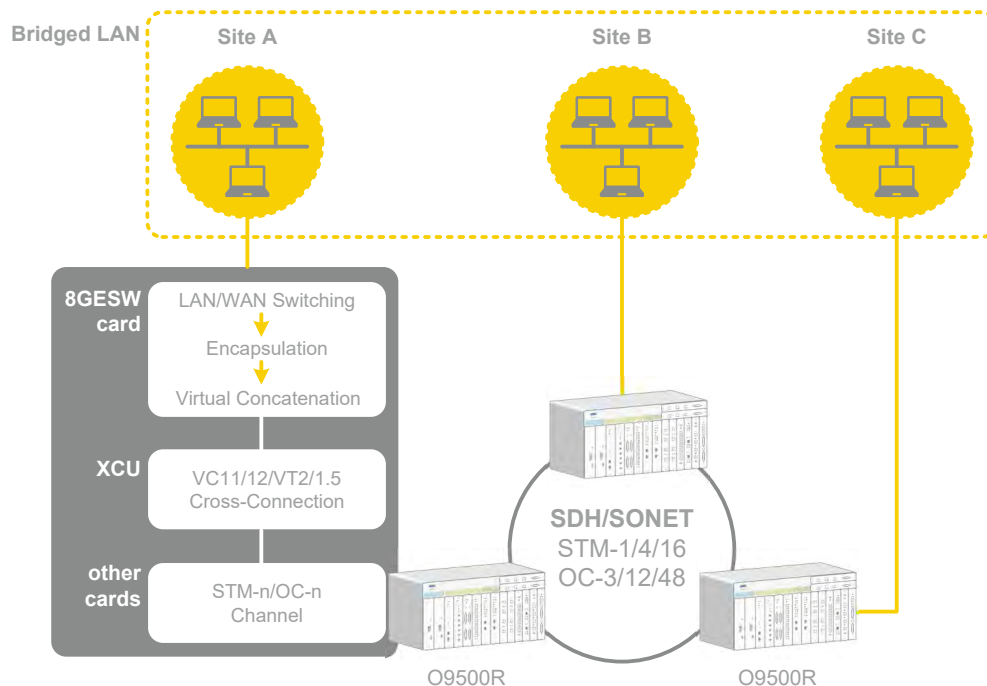 Bridged LAN
Site A
Site B
Site C
8GESW
card
LAN/WAN Switching
Encapsulation
Virtual Concatenation
XCU
VC11/12/VT2/1.5
Cross-Connection
other
cards
STM-n/OC-n
Channel
SDH/SONET
STM-1/4/16
OC-3/12/48
O9500R
O9500R